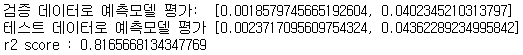 검증 데이터로 예측모델 평가:  [0.0018579745665192604, 0.0402345210313797]
테스트 데이터로 예측모델 평가 [0.0023717095609754324, 0.04362289234995842]
r2 score : 0.8165668134347769